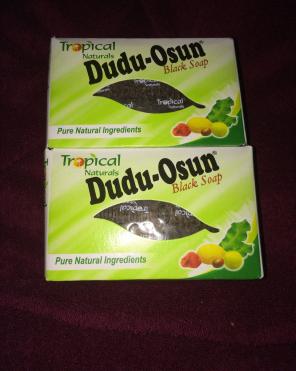 Tropical
Naturals
Dudu-Osun®
Black Soap
Pure Natural Ingredients
Tropical
Naturals
Dudu-Osun®
Black Soap
Pure Natural Ingredients